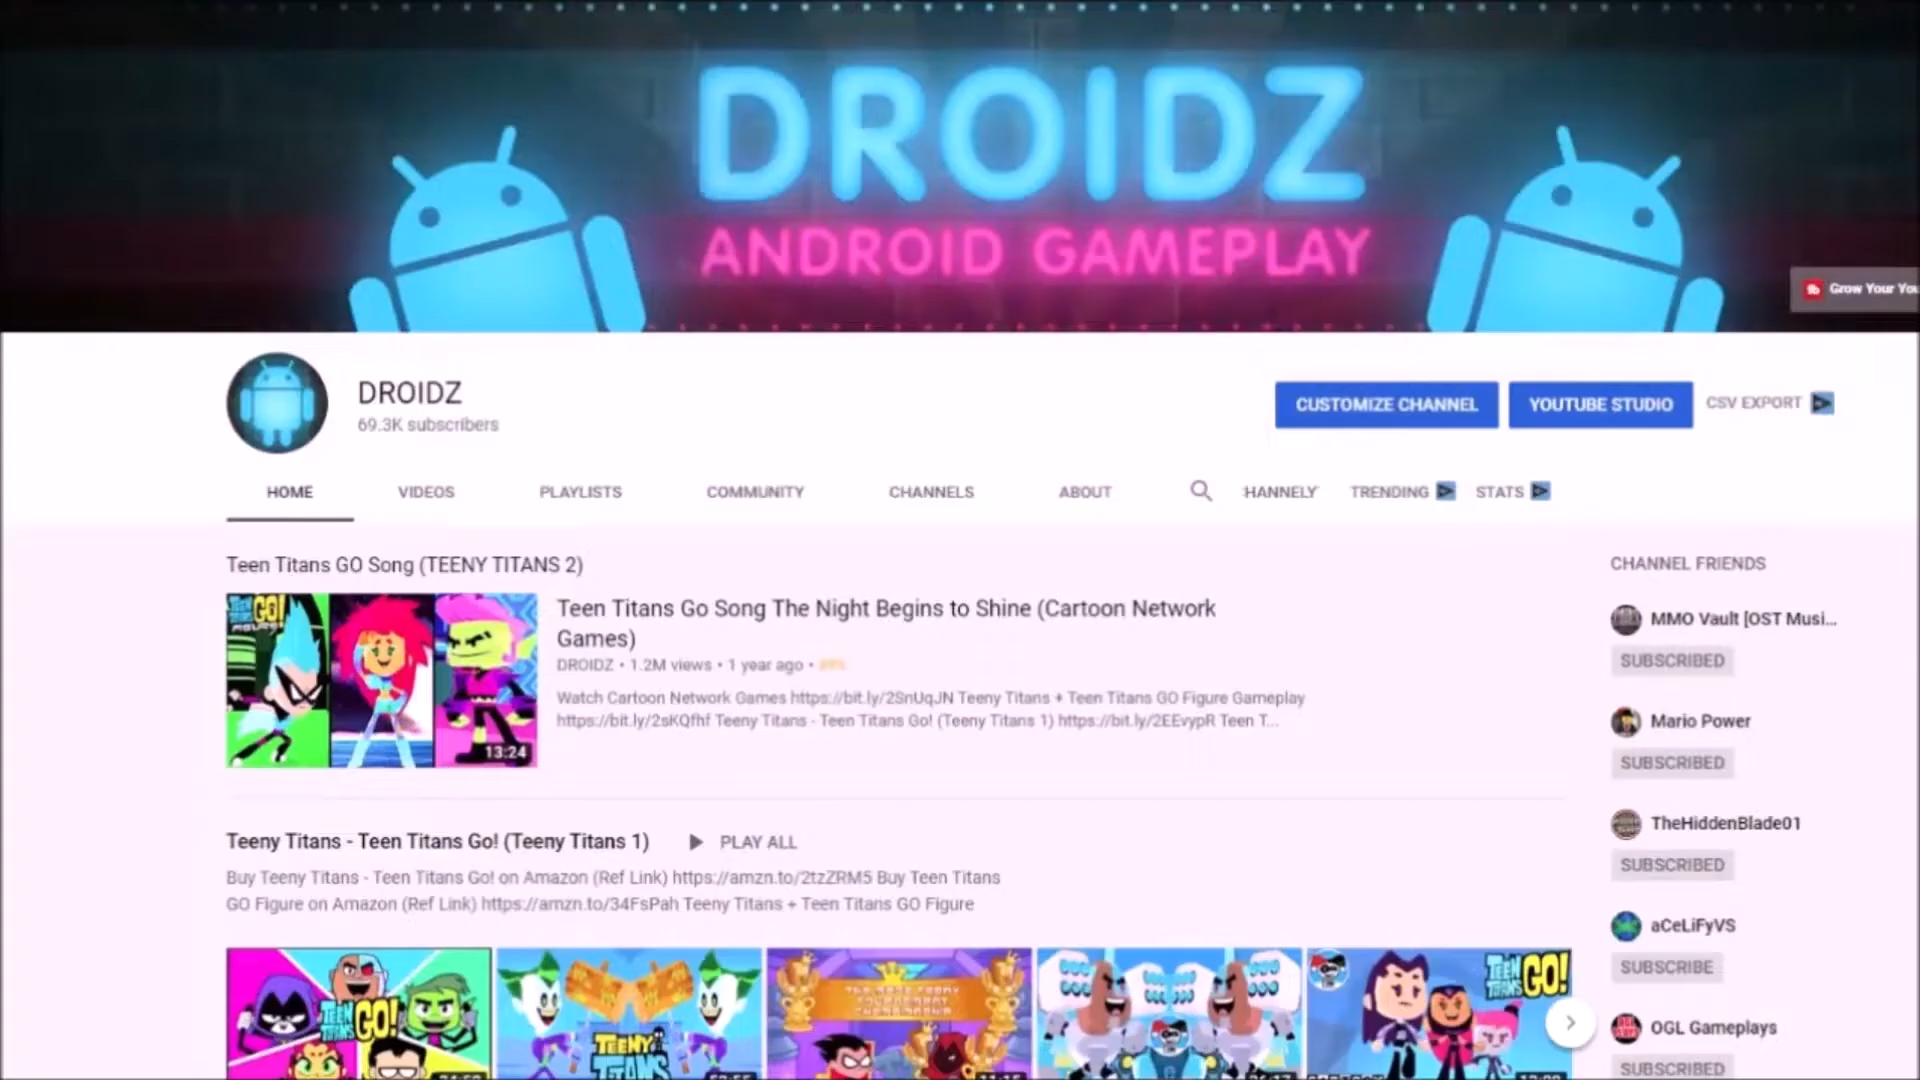 DROIDZ
ANDROID GAMEPLAY
Grow Your You
DROIDZ
69.3K subscribers
CUSTOMIZE CHANNEL
YOUTUBE STUDIO
CSV EXPORT
HOME
VIDEOS
PLAYLISTS
COMMUNITY
CHANNELS
ABOUT
HANNELY
TRENDING
STATS
Teen Titans GO Song (TEENY TITANS 2)
TEEN TITANS GO!
13:24
Teen Titans Go Song The Night Begins to Shine (Cartoon Network
Games)
DROIDZ • 1.2M views • 1 year ago •
Watch Cartoon Network Games https://bit.ly/2SnUqJN Teeny Titans + Teen Titans GO Figure Gameplay
https://bit.ly/2sKQfhf Teeny Titans - Teen Titans Go! (Teeny Titans 1) https://bit.ly/2EEvypR Teen T...
Teeny Titans - Teen Titans Go! (Teeny Titans 1)
PLAY ALL
Buy Teeny Titans - Teen Titans Go! on Amazon (Ref Link) https://amzn.to/2tzZRM5 Buy Teen Titans
GO Figure on Amazon (Ref Link) https://amzn.to/34FsPah Teeny Titans + Teen Titans GO Figure
TEEN TITANS GO!
TEENY TITANS
TEEN TITANS GO!
CHANNEL FRIENDS
MMO Vault [OST Musi...
SUBSCRIBED
Mario Power
SUBSCRIBED
TheHiddenBlade01
SUBSCRIBED
aCeLiFyVS
SUBSCRIBE
OGL Gameplays
SUBSCRIBED